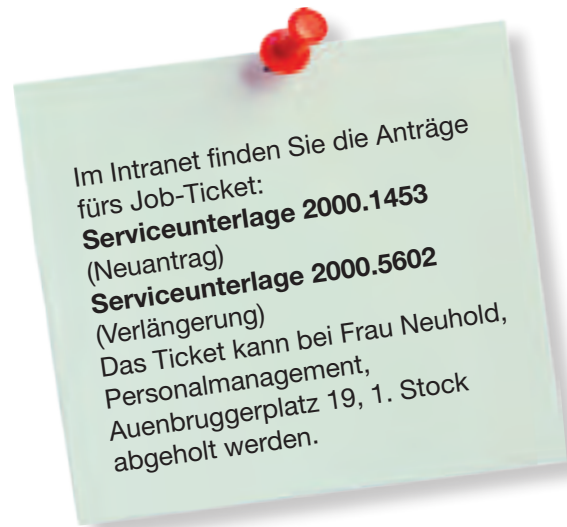 Im Intranet finden Sie die Anträge
fürs Job-Ticket:
Serviceunterlage 2000.1453
(Neuantrag)
Serviceunterlage 2000.5602
(Verlängerung)
Das Ticket kann bei Frau Neuhold,
Personalmanagement,
Auenbruggerplatz 19, 1. Stock
abgeholt werden.